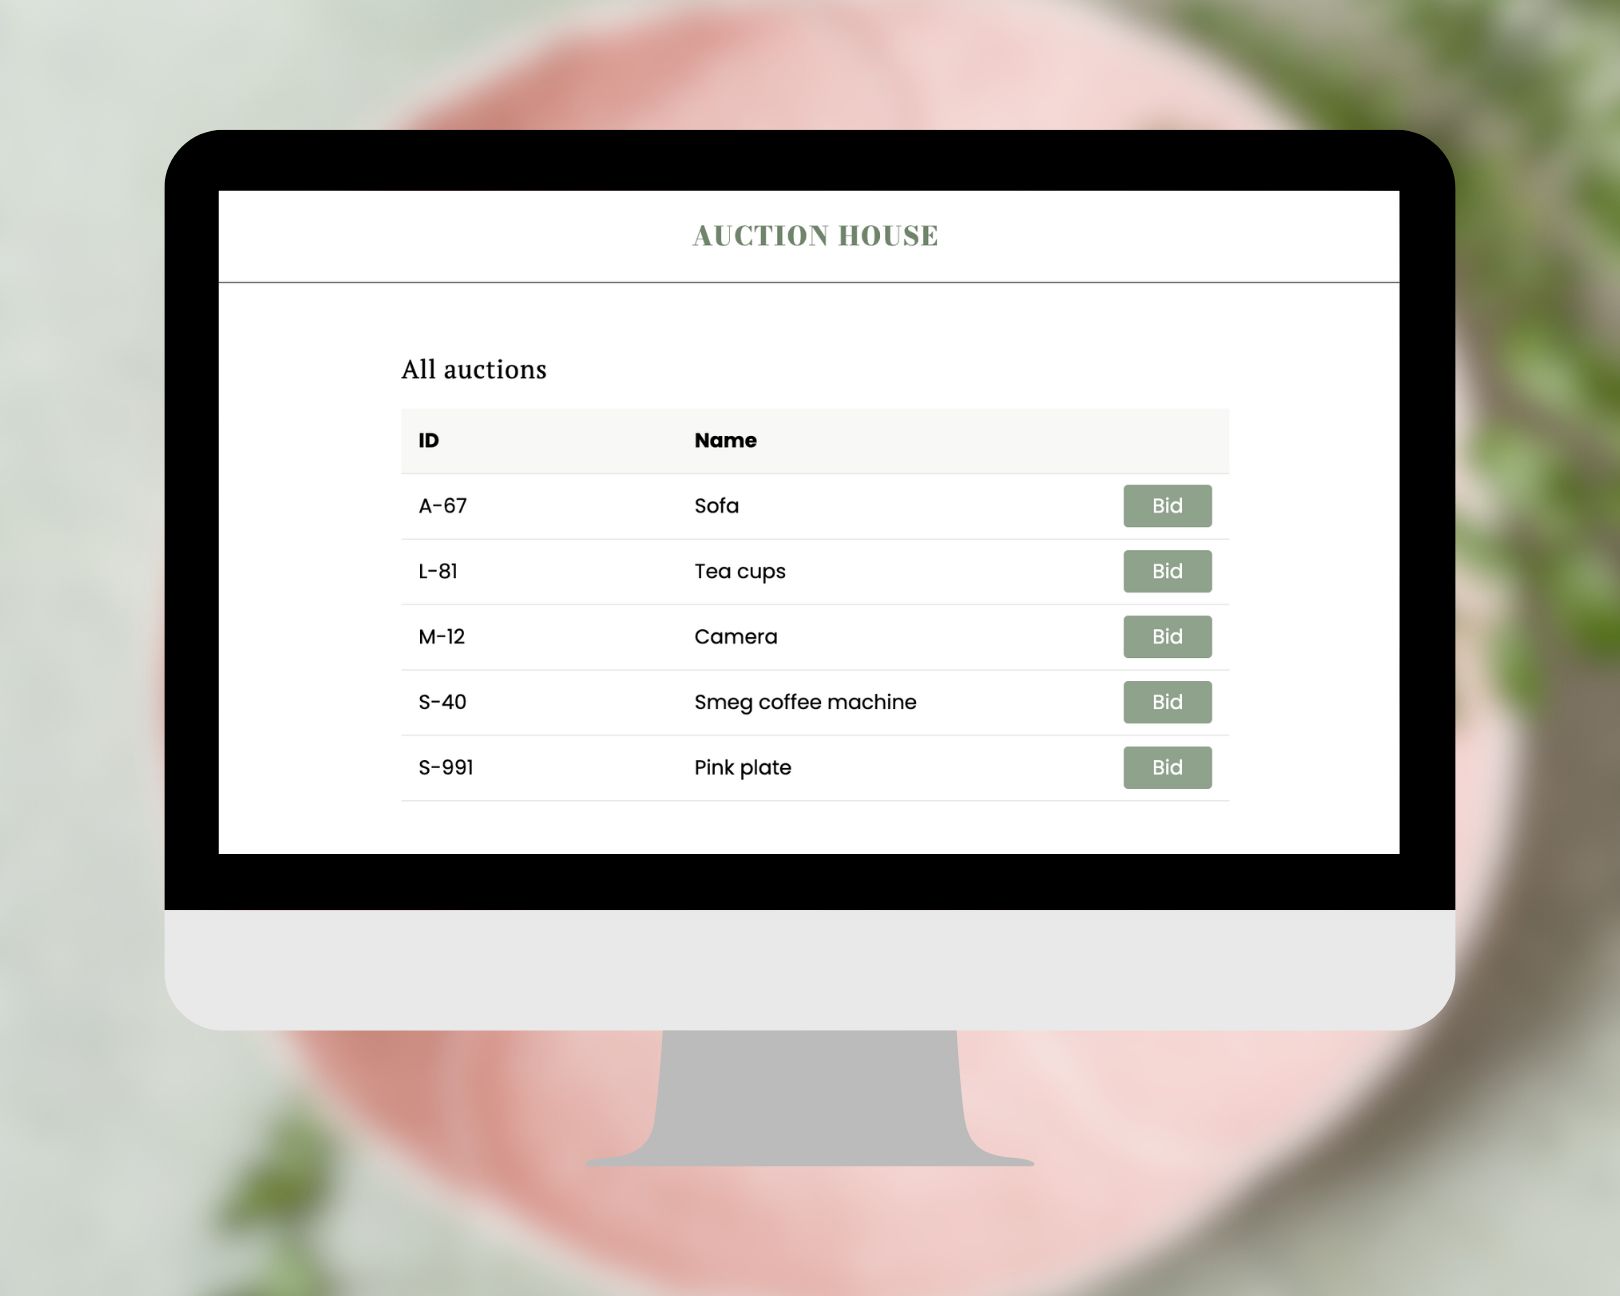 AUCTION HOUSE
All auctions
ID Name
A-67 Sofa Bid
L-81 Tea cups Bid
M-12 Camera Bid
S-40 Smeg coffee machine Bid
S-991 Pink plate Bid